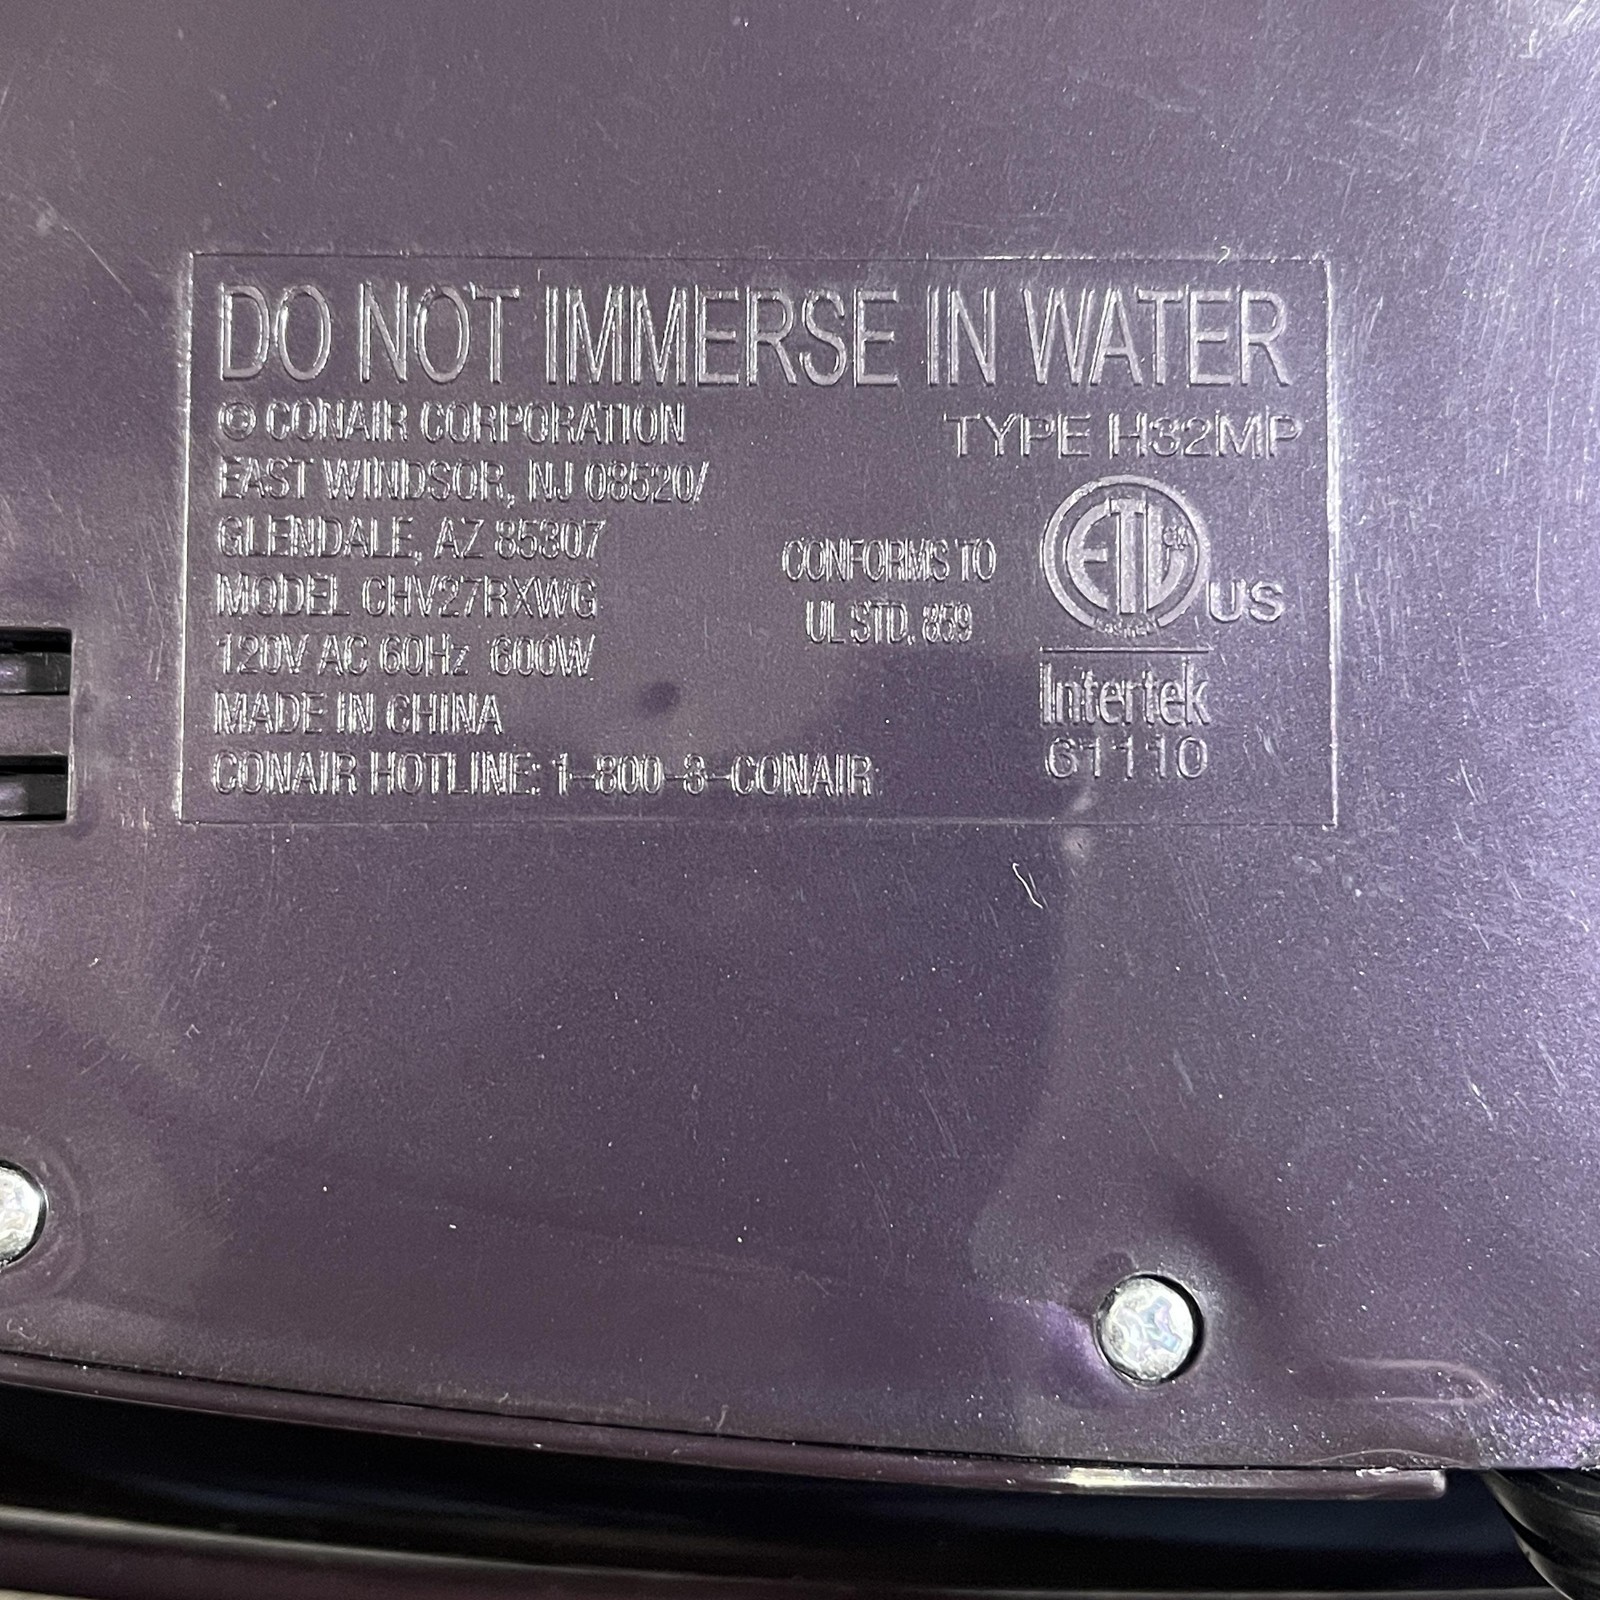 DO NOT IMMERSE IN WATER
© CONAIR CORPORATION
EAST WINDSOR, NJ 08520/
GLENDALE, AZ 85307
MODEL CHV27RXWG
120V AC 60Hz 600W
MADE IN CHINA
CONAIR HOTLINE: 1-800-3-CONAIR
TYPE H32MP
CONFORMS TO
UL STD. 859
ETL CM
US
Intertek
61110